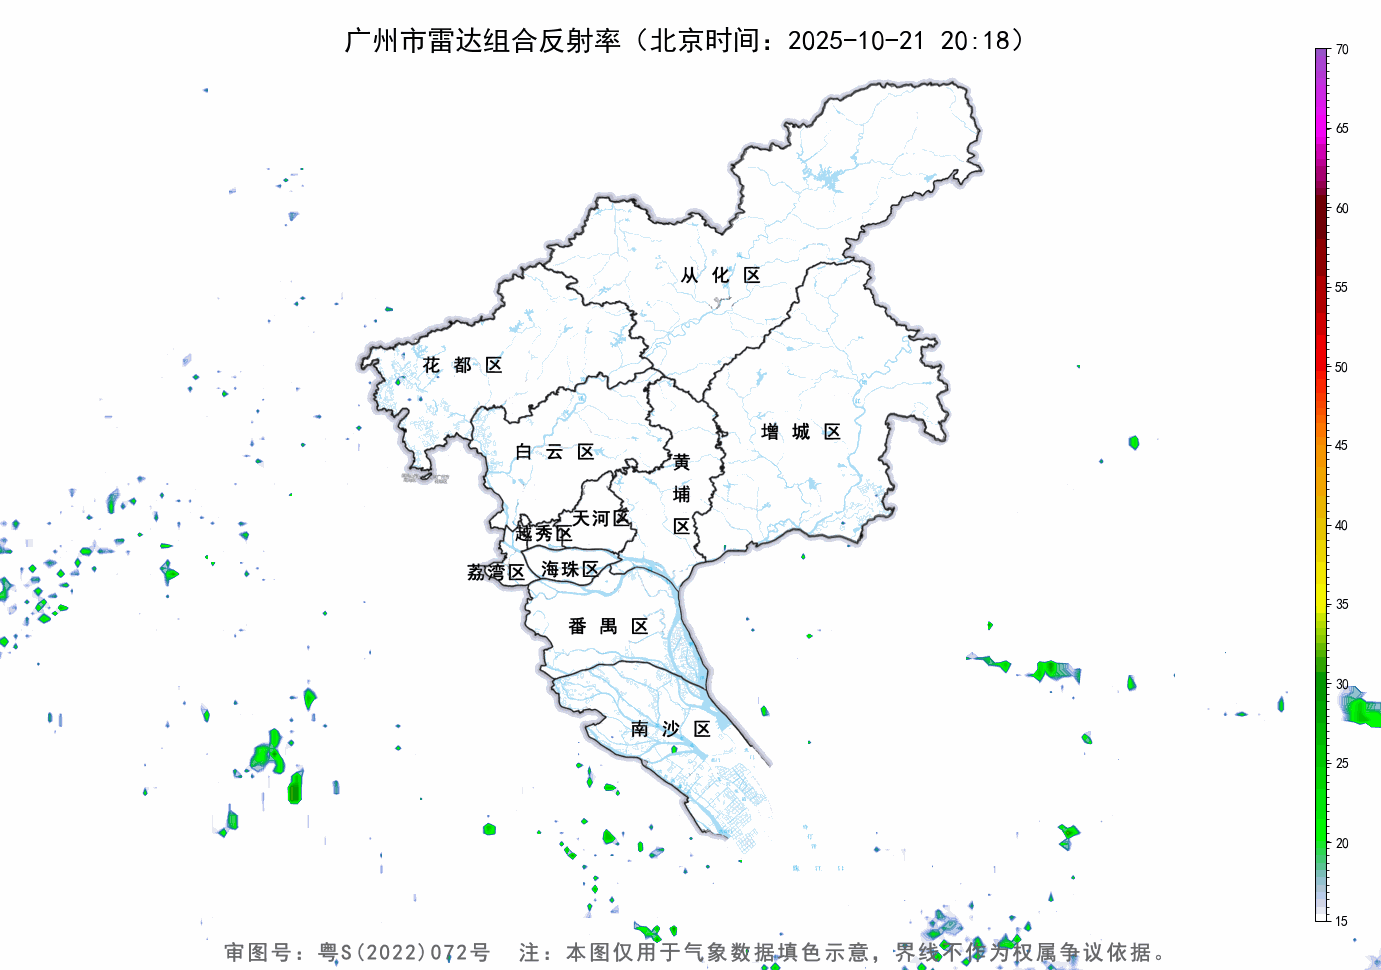 广州市雷达组合反射率（北京时间：2025-10-21 20:18）
70
65
60
55
50
45
40
35
30
25
20
15
从化区
花都区
增城区
白云区
黄埔区
天河区
越秀区
荔湾区
海珠区
番禺区
南沙区
审图号：粤S(2022)072号 注：本图仅用于气象数据填色示意，界线不作为权属争议依据。